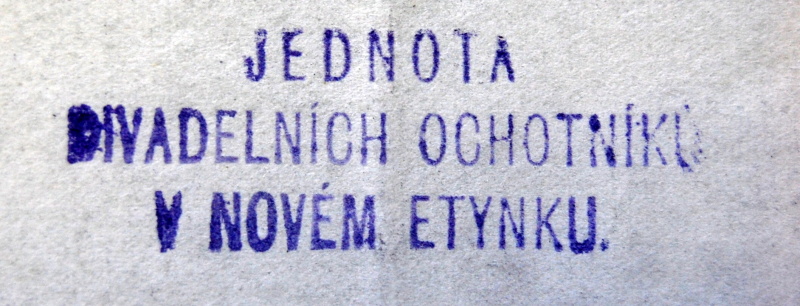 JEDNOTA
DIVADELNÍCH OCHOTNÍKŮ
V NOVÉM ETYNKU.